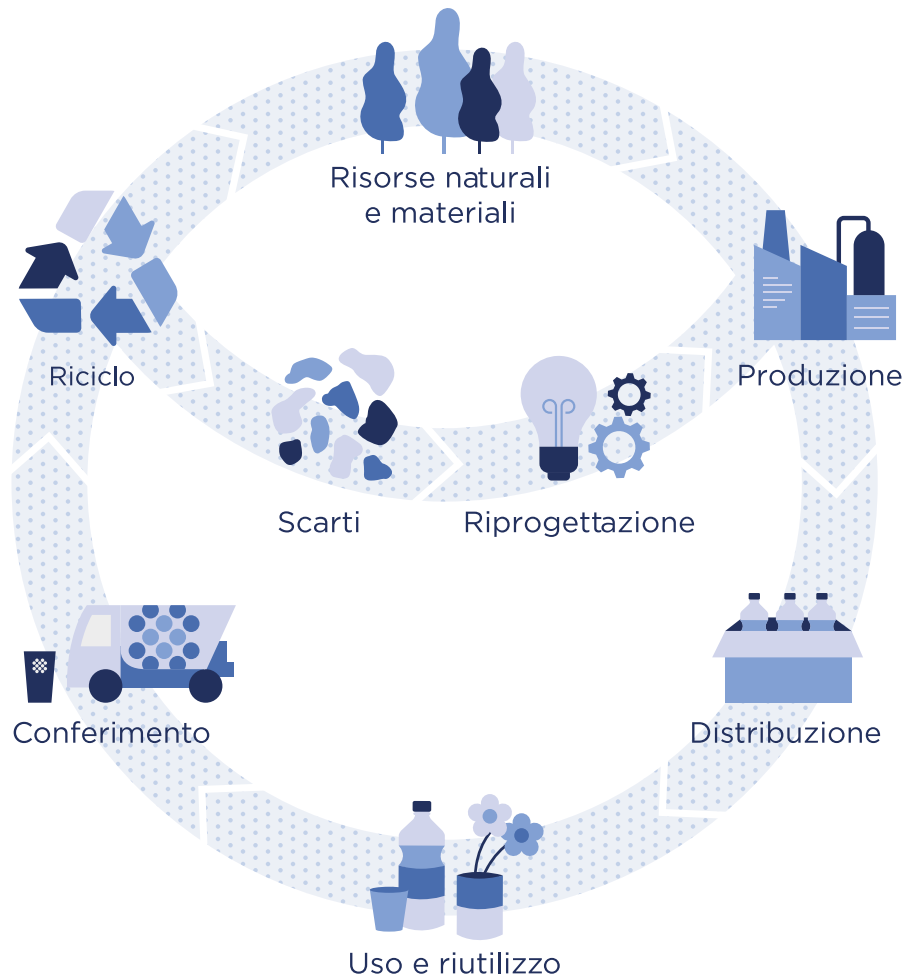 Risorse naturali
e materiali
Riciclo
Produzione
Scarti
Riprogettazione
Conferimento
Distribuzione
Uso e riutilizzo